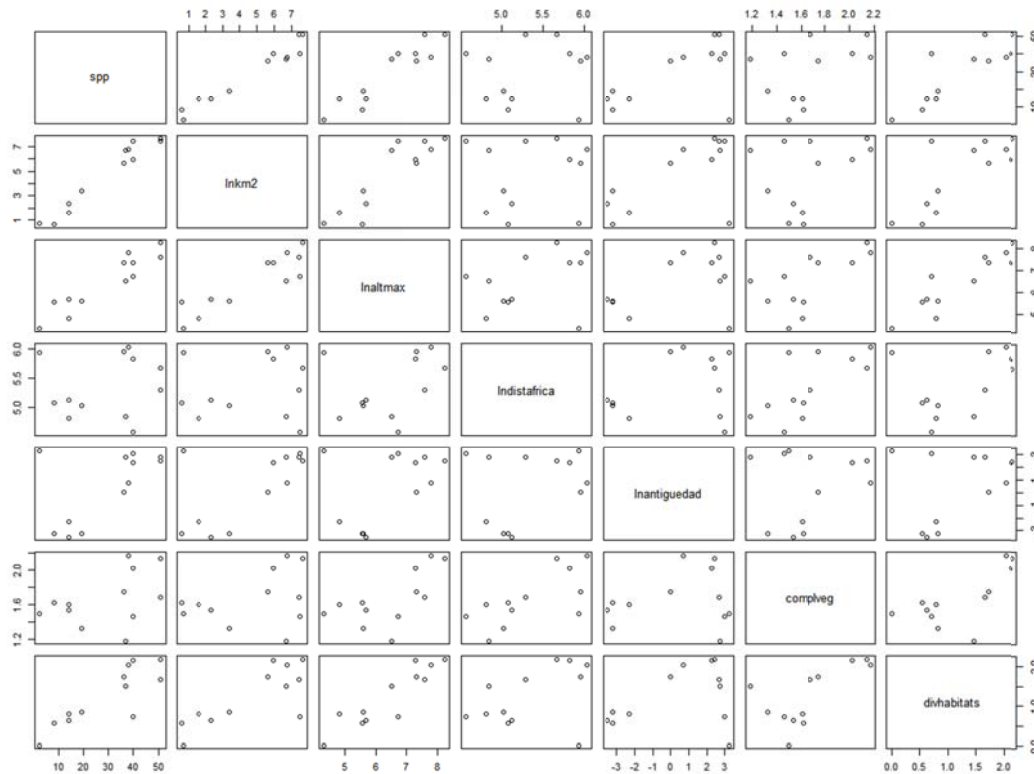 1 2 3 4 5 6 7
5.0 5.5 6.0
1.2 1.4 1.6 1.8 2.0 2.2
spp
7 5 3 1
lnkm2
lnaltmax
6.0 5.5 5.0
lndistafrica
lnantiguedad
2.0 1.6 1.2
complveg
divhabitats
10 20 30 40 50
5 6 7 8
-3 -2 -1 0 1 2 3
0.0 0.5 1.0 1.5 2.0